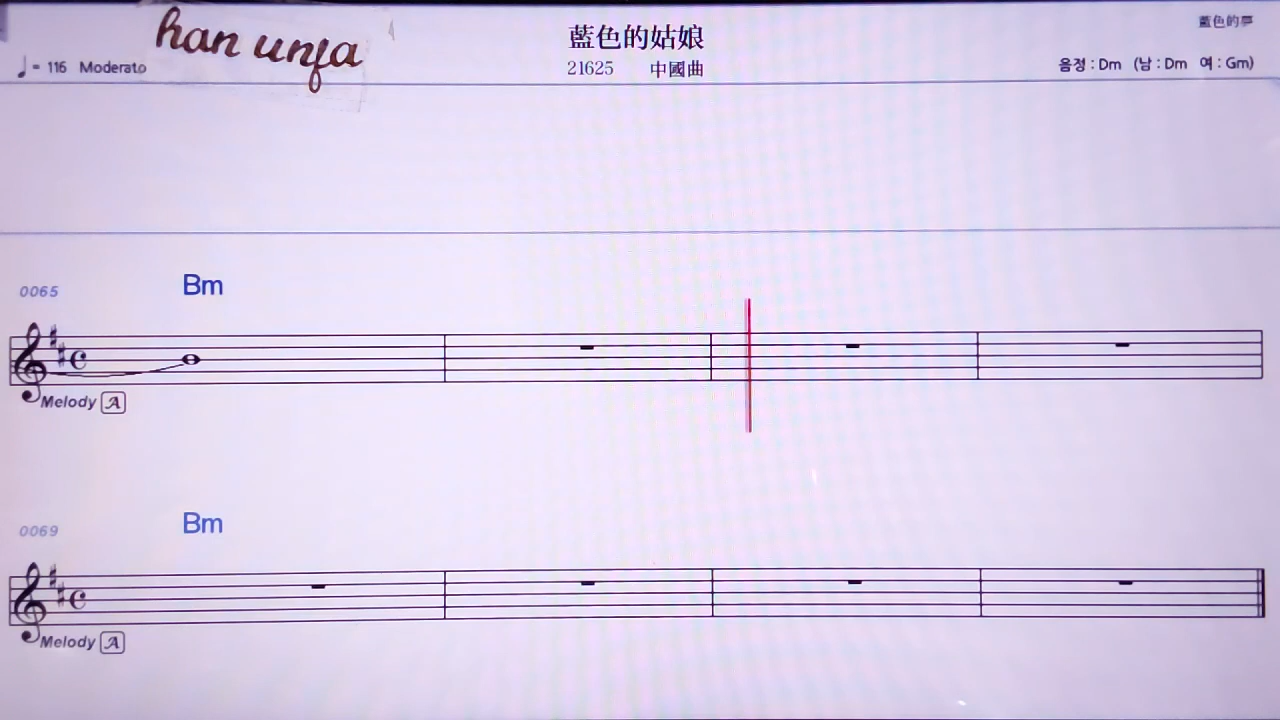 han unfa
藍色的姑娘
藍色的夢
♩= 116 Moderato
21625 中國曲
음정 : Dm (남 : Dm 여 : Gm)
0065
Bm
Melody A
0069
Bm
Melody A